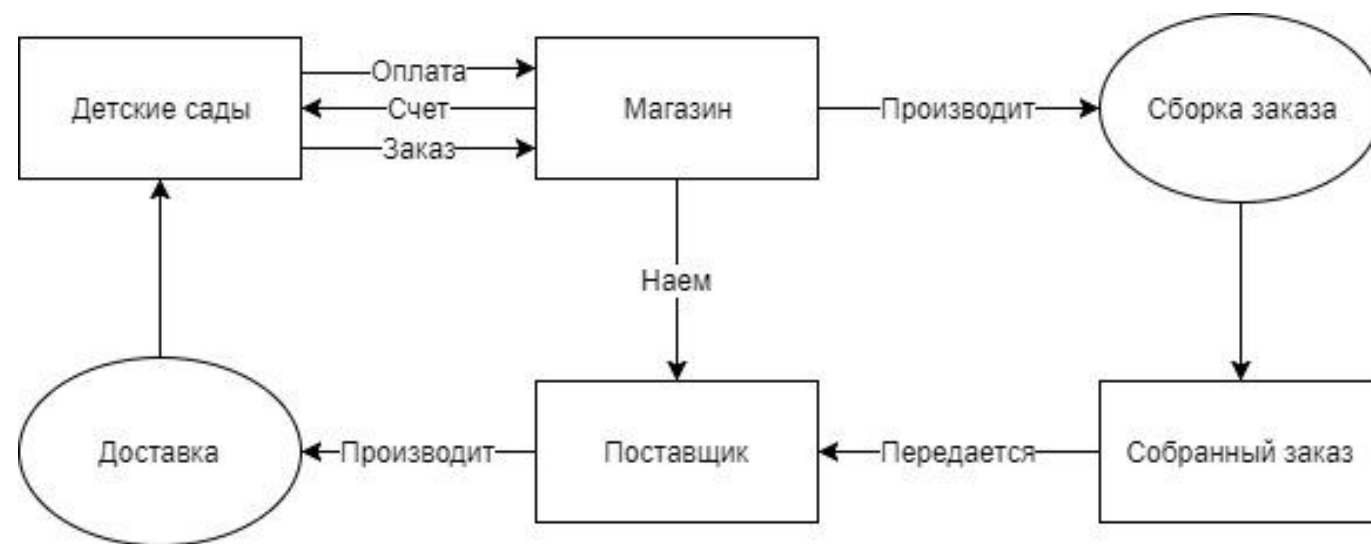 Оплата
Детские сады
Счет
Магазин
Производит
Сборка заказа
Заказ
Наем
Доставка
Производит
Поставщик
Передается
Собранный заказ